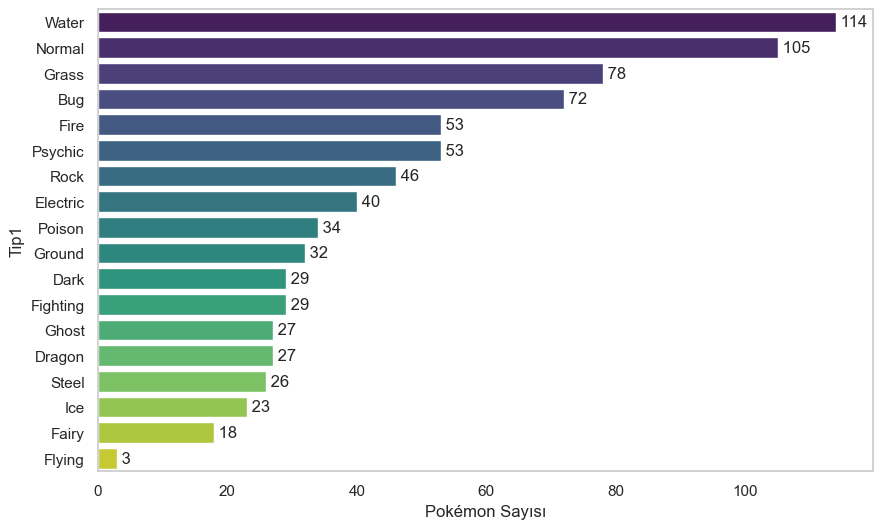 Water 114
Normal 105
Grass 78
Bug 72
Fire 53
Psychic 53
Rock 46
Electric 40
Poison 34
Ground 32
Dark 29
Fighting 29
Ghost 27
Dragon 27
Steel 26
Ice 23
Fairy 18
Flying 3
Tip1
0 20 40 60 80 100
Pokémon Sayısı